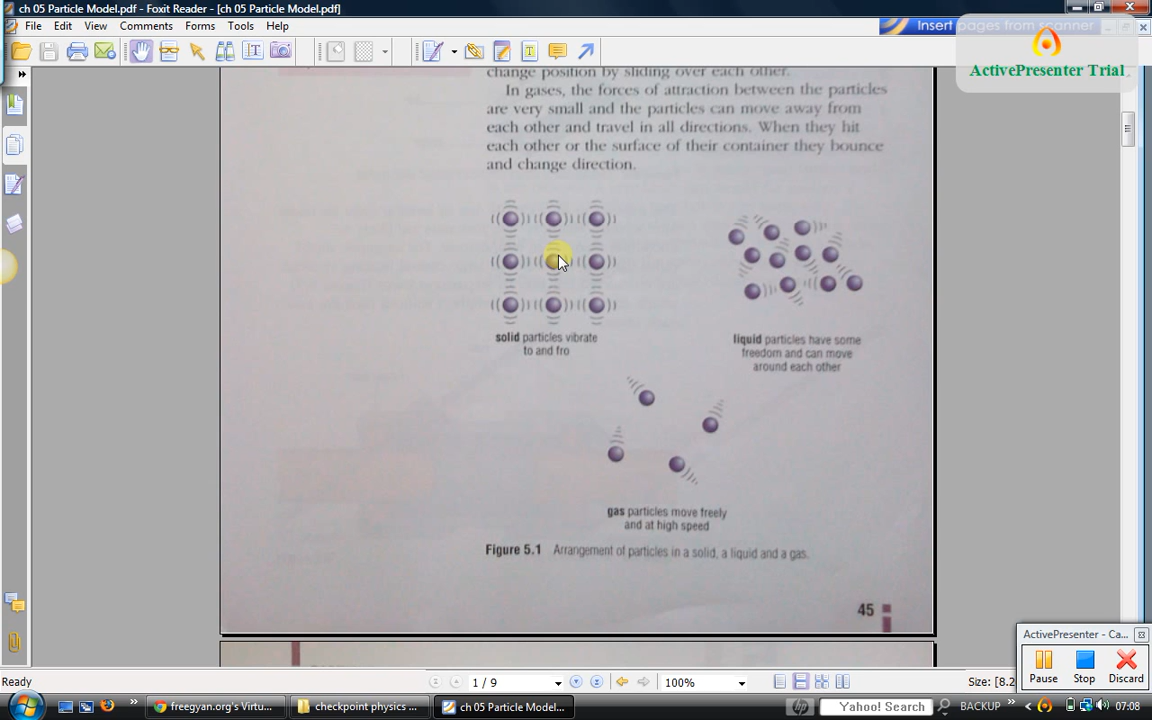 ch 05 Particle Model.pdf - Foxit Reader - [ch 05 Particle Model.pdf]
File Edit View Comments Forms Tools Help
Insert pages from scanner
ActivePresenter Trial
change position by sliding over each other.
In gases, the forces of attraction between the particles
are very small and the particles can move away from
each other and travel in all directions. When they hit
each other or the surface of their container they bounce
and change direction.
solid particles vibrate
to and fro
liquid particles have some
freedom and can move
around each other
gas particles move freely
and at high speed
Figure 5.1 Arrangement of particles in a solid, a liquid and a gas.
45
ActivePresenter - Ca...
Pause Stop Discard
Ready
1 / 9
100%
Size: [8.2
freegyan.org's Virtu...
checkpoint physics ...
ch 05 Particle Model...
Yahoo! Search
BACKUP
07:08